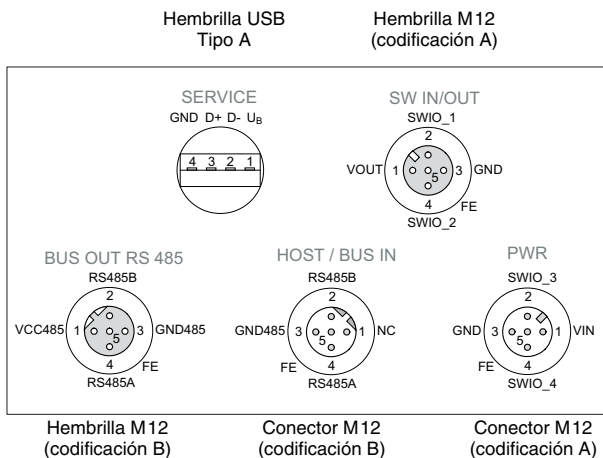 Hembrilla USB
Tipo A
Hembrilla M12
(codificación A)
SERVICE
GND D+ D- UB
4 3 2 1
SW IN/OUT
SWIO_1
2
VOUT 1 5 3 GND
4
FE
SWIO_2
BUS OUT RS 485
RS485B
2
VCC485 1 5 3 GND485
4
FE
RS485A
HOST / BUS IN
RS485B
2
GND485 3 5 1 NC
4
FE
RS485A
PWR
SWIO_3
2
GND 3 5 1 VIN
4
FE
SWIO_4
Hembrilla M12
(codificación B)
Conector M12
(codificación B)
Conector M12
(codificación A)